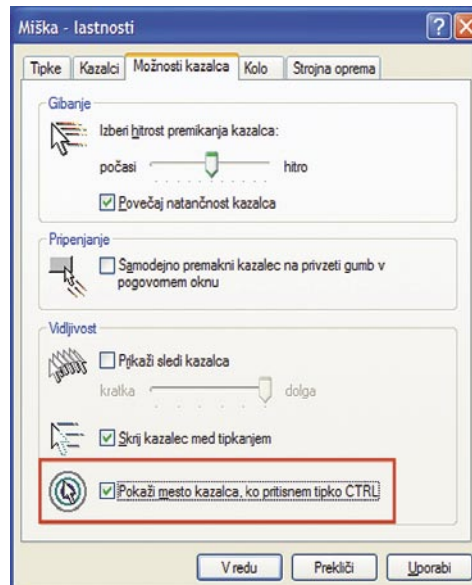 Miška - lastnosti
Tipke Kazalci Možnosti kazalca Kolo Strojna oprema
Gibanje
Izberi hitrost premikanja kazalca:
počasi hitro
Povečaj natančnost kazalca
Pripenjanje
Samodejno premakni kazalec na privzeti gumb v
pogovornem oknu
Vidljivost
Prikaži sledi kazalca
kratka dolga
Skrij kazalec med tipkanjem
Pokaži mesto kazalca, ko pritisnem tipko CTRL
V redu Prekliči Uporabi